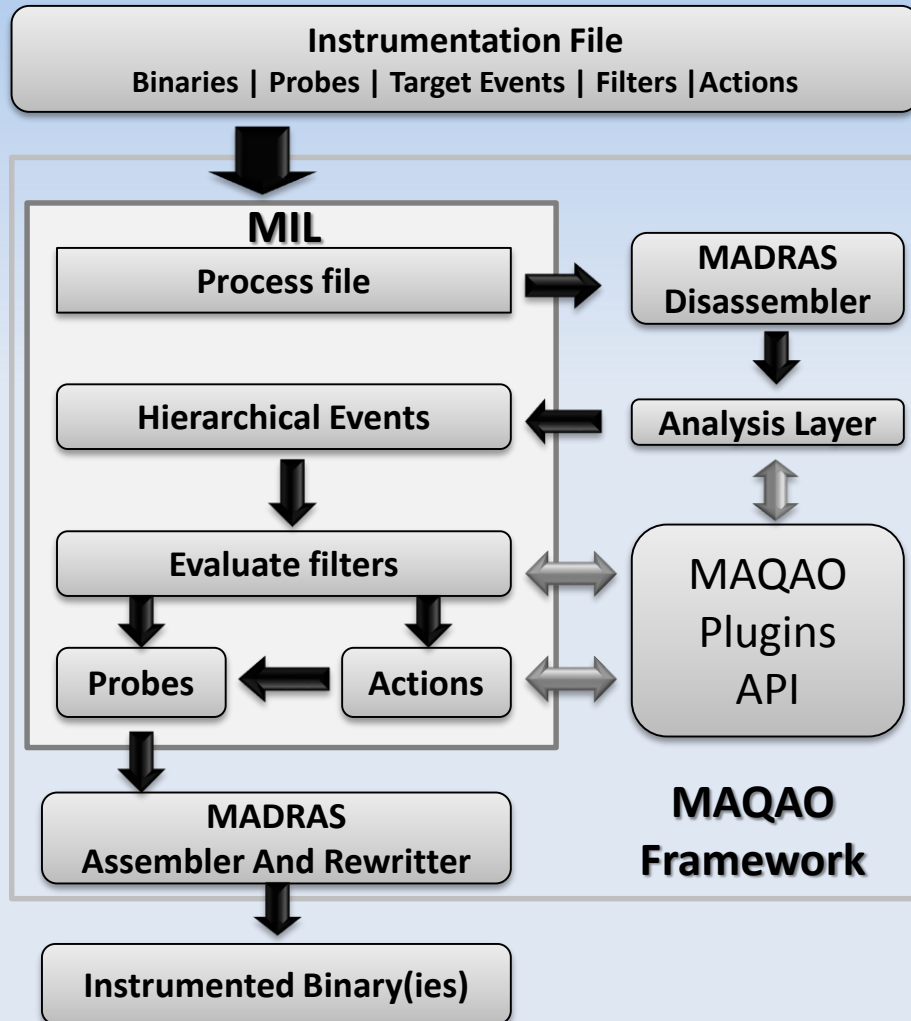 Instrumentation File
Binaries | Probes | Target Events | Filters |Actions
MIL
Process file
MADRAS
Disassembler
Hierarchical Events
Analysis Layer
Evaluate filters
MAQAO
Plugins
API
Probes
Actions
MADRAS
Assembler And Rewritter
MAQAO
Framework
Instrumented Binary(ies)